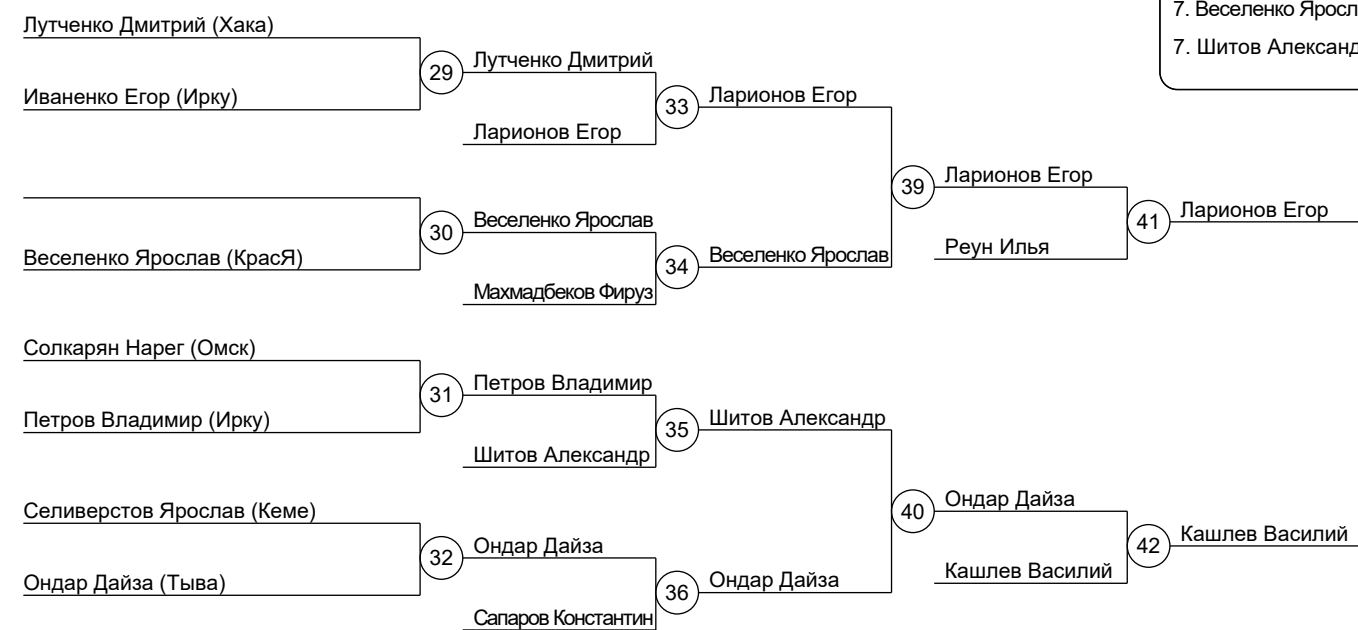 7. Веселенко Яросл
7. Шитов Александ
Лутченко Дмитрий (Хака)
29
Лутченко Дмитрий
Иваненко Егор (Ирку)
33
Ларионов Егор
Ларионов Егор
39
Ларионов Егор
41
Ларионов Егор
Реун Илья
30
Веселенко Ярослав
Веселенко Ярослав (КрасЯ)
34
Веселенко Ярослав
Махмадбеков Фируз
Солкарян Нарег (Омск)
31
Петров Владимир
Петров Владимир (Ирку)
35
Шитов Александр
Шитов Александр
40
Ондар Дайза
42
Кашлев Василий
Кашлев Василий
Селиверстов Ярослав (Кеме)
32
Ондар Дайза
Ондар Дайза (Тыва)
36
Ондар Дайза
Сапаров Константин